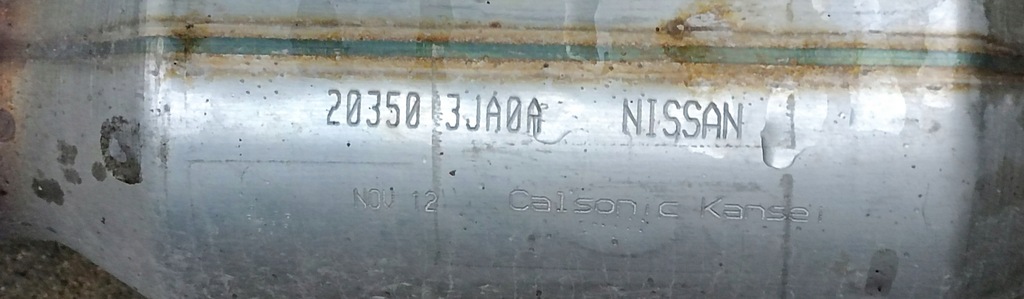 20350 3JA0A NISSAN
NOV 12 Calsonic Kansei